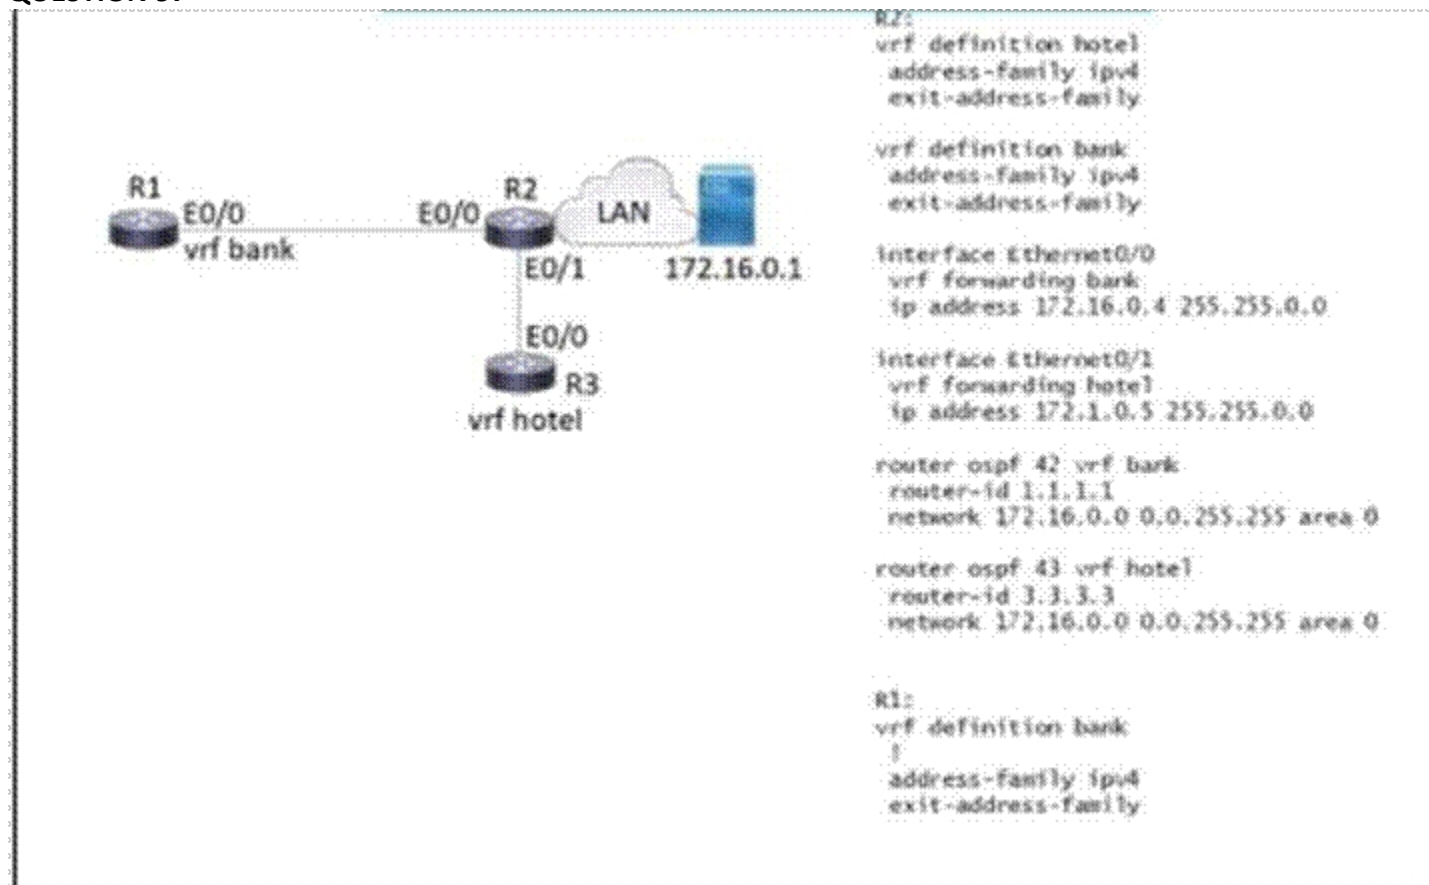 R1
E0/0
vrf bank
E0/0
R2
LAN
E0/1
172.16.0.1
E0/0
R3
vrf hotel
R2:
vrf definition hotel
address-family ipv4
exit-address-family
vrf definition bank
address-family ipv4
exit-address-family
interface Ethernet0/0
vrf forwarding bank
ip address 172.16.0.4 255.255.0.0
interface Ethernet0/1
vrf forwarding hotel
ip address 172.1.0.5 255.255.0.0
router ospf 42 vrf bank
router-id 1.1.1.1
network 172.16.0.0 0.0.255.255 area 0
router ospf 43 vrf hotel
router-id 3.3.3.3
network 172.16.0.0 0.0.255.255 area 0
R1:
vrf definition bank
!
address-family ipv4
exit-address-family